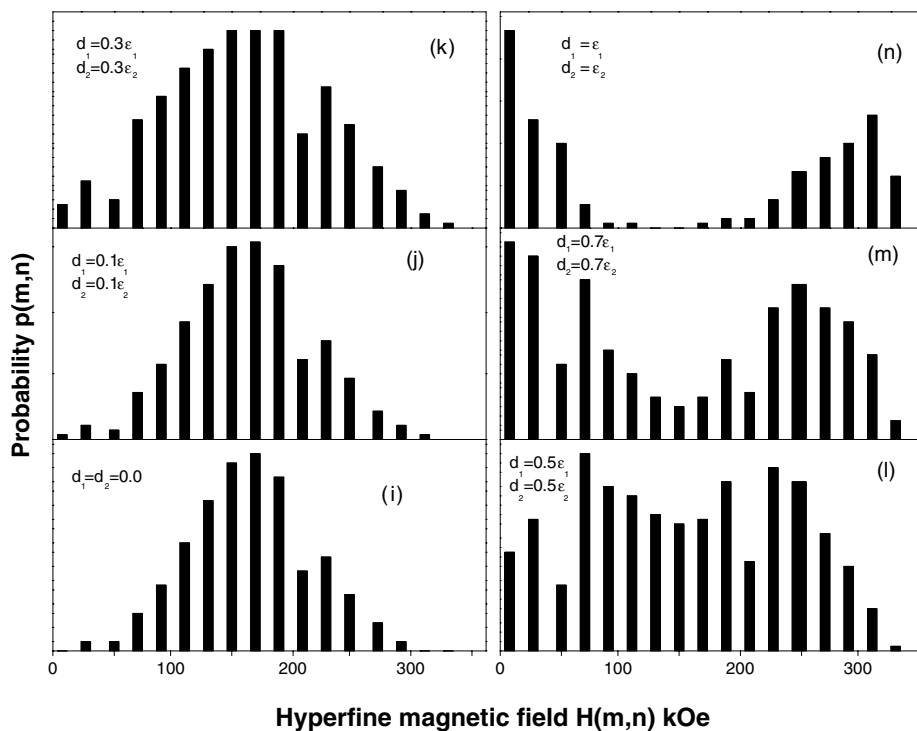 d₁=0.3ε₁
d₂=0.3ε₂
(k)
d₁=ε₁
d₂=ε₂
(n)
d₁=0.1ε₁
d₂=0.1ε₂
(j)
d₁=0.7ε₁
d₂=0.7ε₂
(m)
d₁=d₂=0.0
(i)
d₁=0.5ε₁
d₂=0.5ε₂
(l)
Probability p(m,n)
0 100 200 300
0 100 200 300
Hyperfine magnetic field H(m,n) kOe